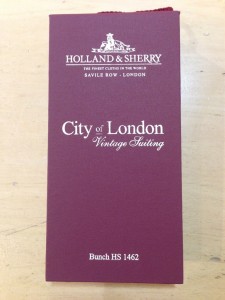 HOLLAND & SHERRY
THE FINEST CLOTHS IN THE WORLD
SAVILE ROW - LONDON
City of London
Vintage Suiting
Bunch HS 1462